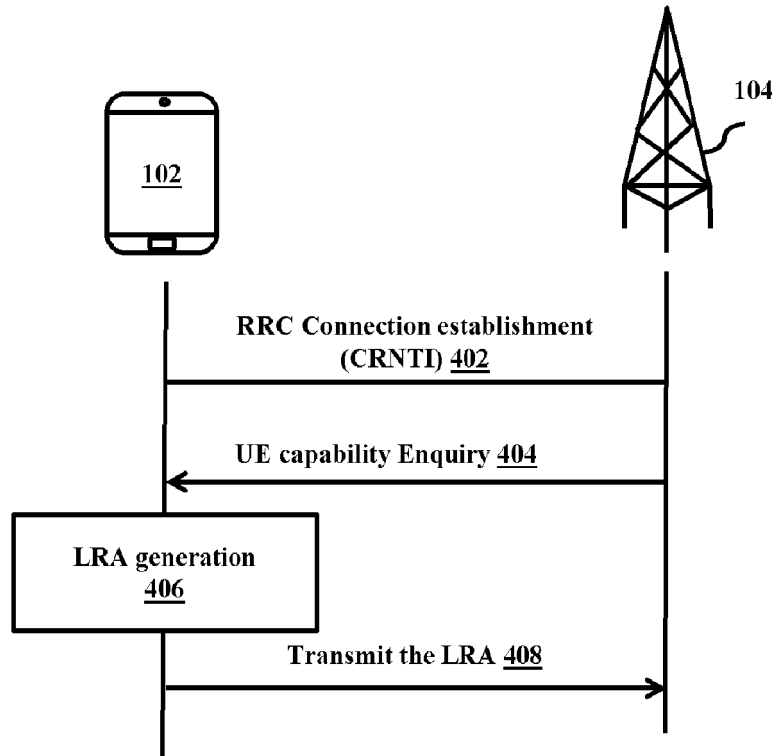 104
102
RRC Connection establishment
(CRNTI) 402
UE capability Enquiry 404
LRA generation
406
Transmit the LRA 408